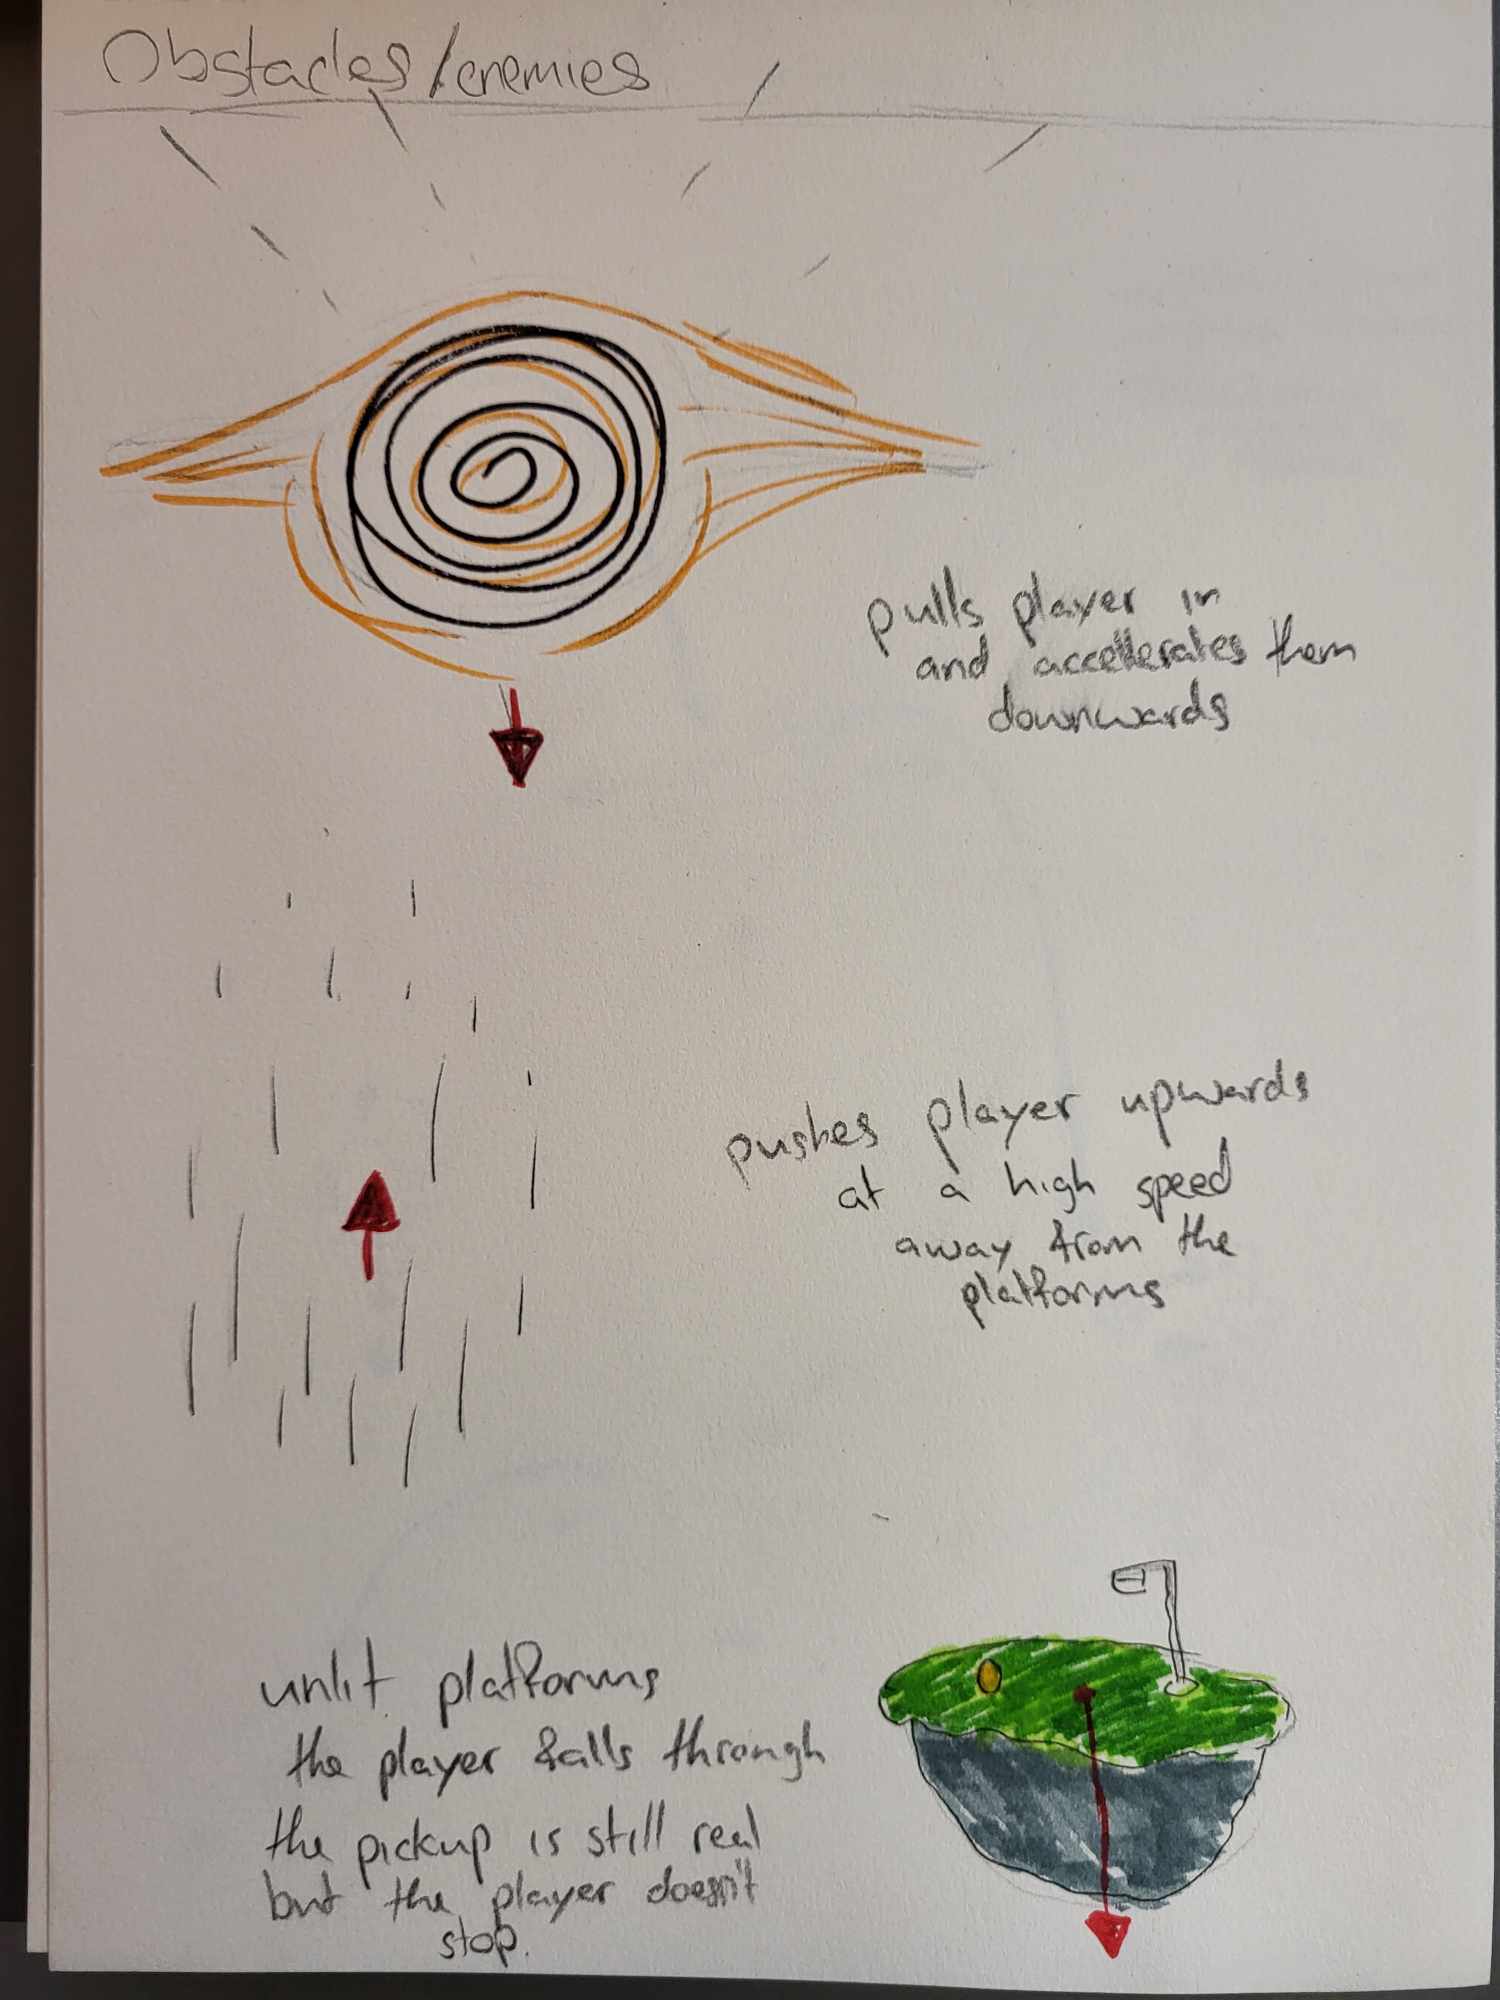 Obstacles/enemies
pulls player in
and accellerates them
downwards
pushes player upwards
at a high speed
away from the
platforms
unlit platforms
the player falls through
the pickup is still real
but the player doesn't
stop.